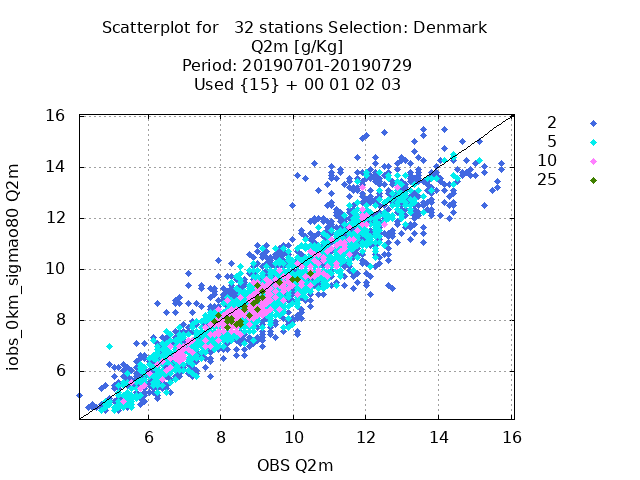 Scatterplot for   32 stations Selection: Denmark
Q2m [g/Kg]
Period: 20190701-20190729
Used {15} + 00 01 02 03
16
14
12
10
8
6
iobs_0km_sigmao80 Q2m
6 8 10 12 14 16
OBS Q2m
2
5
10
25